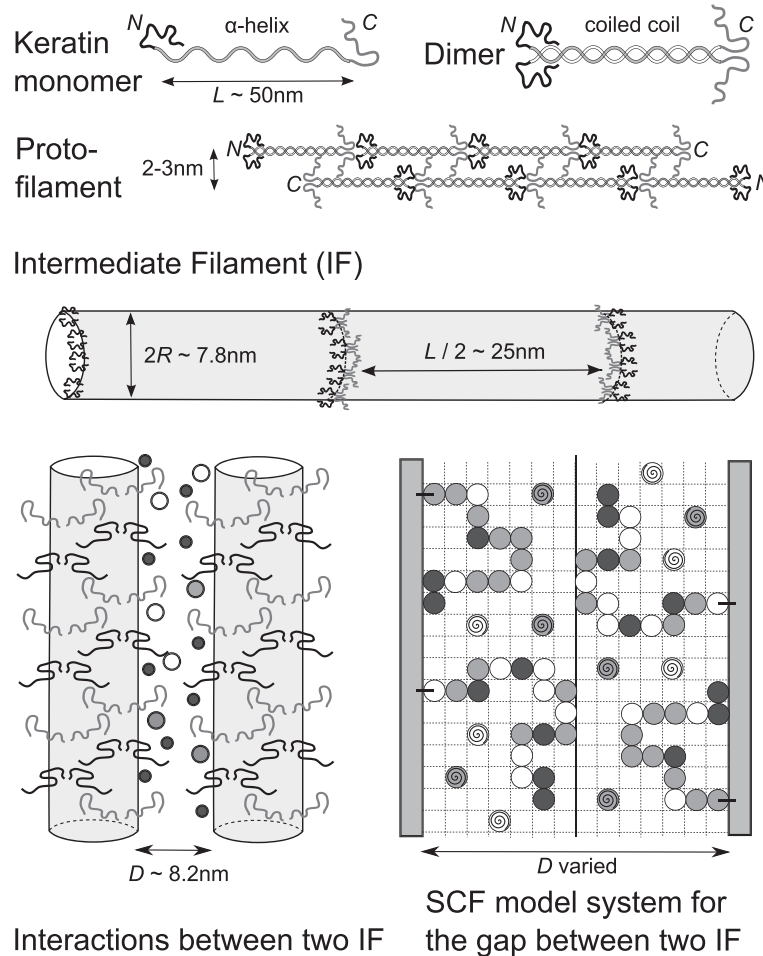 N α-helix C
Keratin
monomer
L ~ 50nm
N coiled coil C
Dimer
Proto-
filament
2-3nm
N C
C N
Intermediate Filament (IF)
2R ~ 7.8nm
L / 2 ~ 25nm
D ~ 8.2nm
D varied
Interactions between two IF
SCF model system for
the gap between two IF